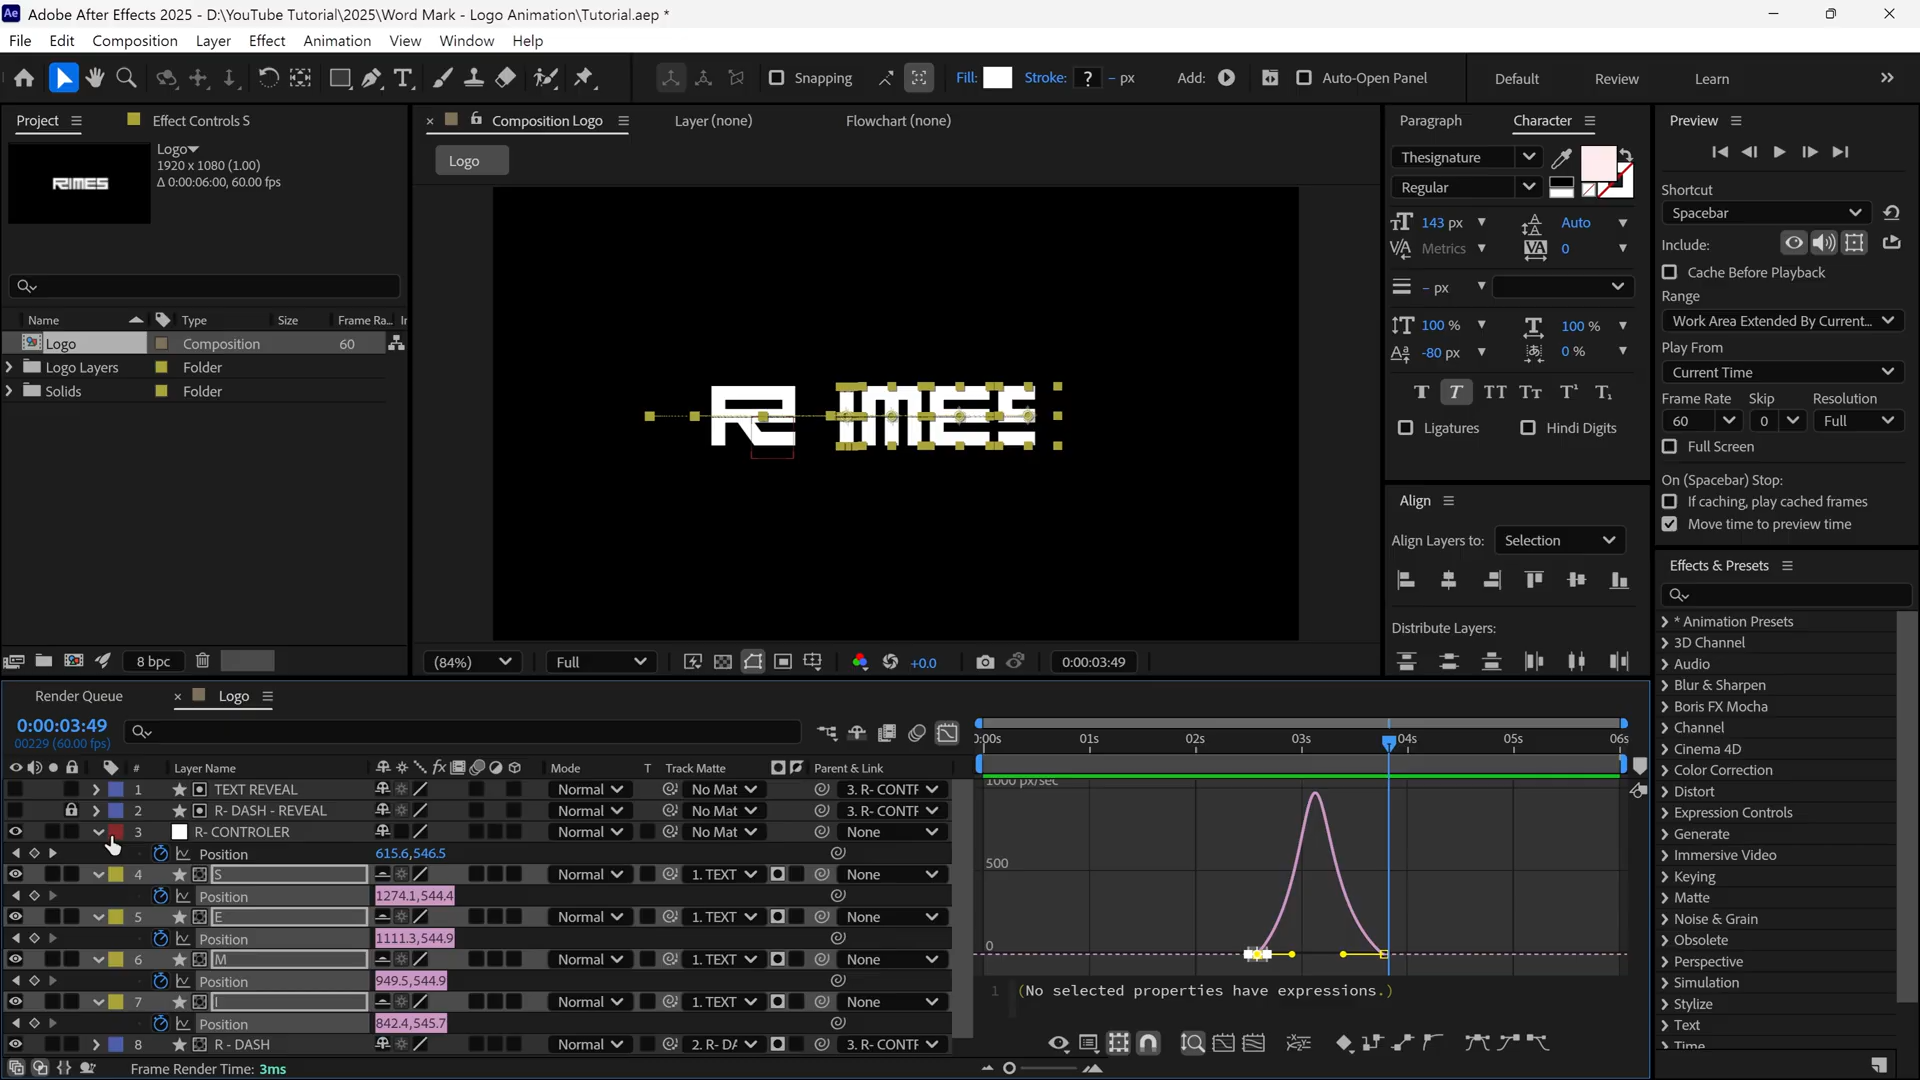 Adobe After Effects 2025 - D:\YouTube Tutorial\2025\Word Mark - Logo Animation\Tutorial.aep *
File Edit Composition Layer Effect Animation View Window Help
Snapping Fill: Stroke: ? - px Add: Auto-Open Panel Default Review Learn
Project Effect Controls S
Logo
1920 x 1080 (1.00)
Δ 0:00:06:00, 60.00 fps
RIMES
Name Type Size Frame Ra...
Logo Composition 60
Logo Layers Folder
Solids Folder
8 bpc
Composition Logo Layer (none) Flowchart (none)
Logo
R IMES
(84%) Full +0.0 0:00:03:49
Paragraph Character
Thesignature
Regular
143 px Auto
Metrics 0
- px
100 % 100 %
-80 px 0 %
T T TT Tт T¹ T₁
Ligatures Hindi Digits
Align
Align Layers to: Selection
Distribute Layers:
Preview
Shortcut
Spacebar
Include:
Cache Before Playback
Range
Work Area Extended By Current...
Play From
Current Time
Frame Rate Skip Resolution
60 0 Full
Full Screen
On (Spacebar) Stop:
If caching, play cached frames
Move time to preview time
Effects & Presets
* Animation Presets
3D Channel
Audio
Blur & Sharpen
Boris FX Mocha
Channel
Cinema 4D
Color Correction
Distort
Expression Controls
Generate
Immersive Video
Keying
Matte
Noise & Grain
Obsolete
Perspective
Simulation
Stylize
Text
Time
Render Queue Logo
0:00:03:49
00229 (60.00 fps)
# Layer Name Mode T Track Matte Parent & Link
1 TEXT REVEAL Normal No Mat 3. R- CONTF
2 R- DASH - REVEAL Normal No Mat 3. R- CONTF
3 R- CONTROLER Normal No Mat None
Position 615.6,546.5
4 S Normal 1. TEXT None
Position 1274.1,544.4
5 E Normal 1. TEXT None
Position 1111.3,544.9
6 M Normal 1. TEXT None
Position 949.5,544.9
7 I Normal 1. TEXT None
Position 842.4,545.7
8 R - DASH Normal 2. R- DA 3. R- CONTF
Frame Render Time: 3ms
0:00s 01s 02s 03s 04s 05s 06s
1000 px/sec
500
0
1 (No selected properties have expressions.)